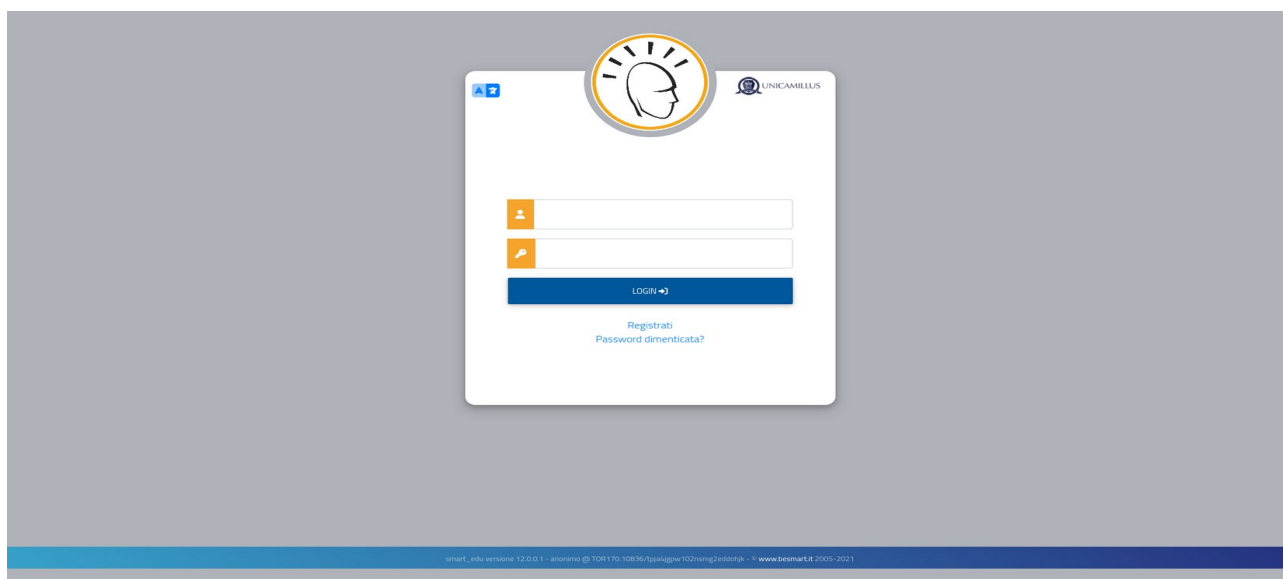 UNICAMILLUS
LOGIN
Registrati
Password dimenticata?
smart_edu versione 12.0.0.1 - anonimo @ TOR170.10836/ - © www.besmart.it 2005-2021